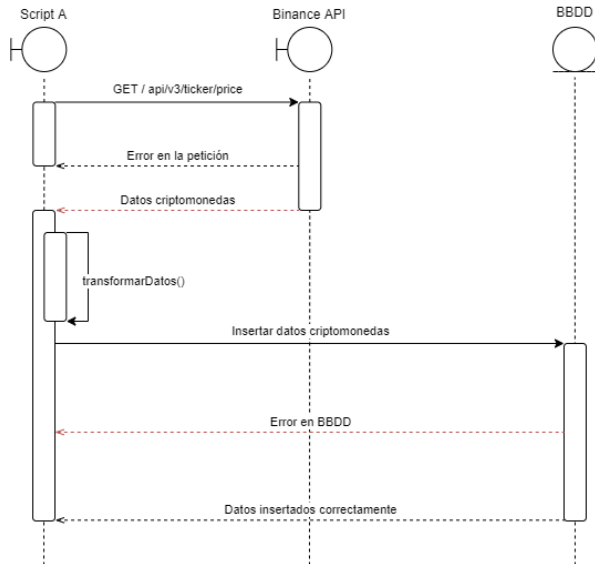 Script A
Binance API
BBDD
GET / api/v3/ticker/price
Error en la petición
Datos criptomonedas
transformarDatos()
Insertar datos criptomonedas
Error en BBDD
Datos insertados correctamente